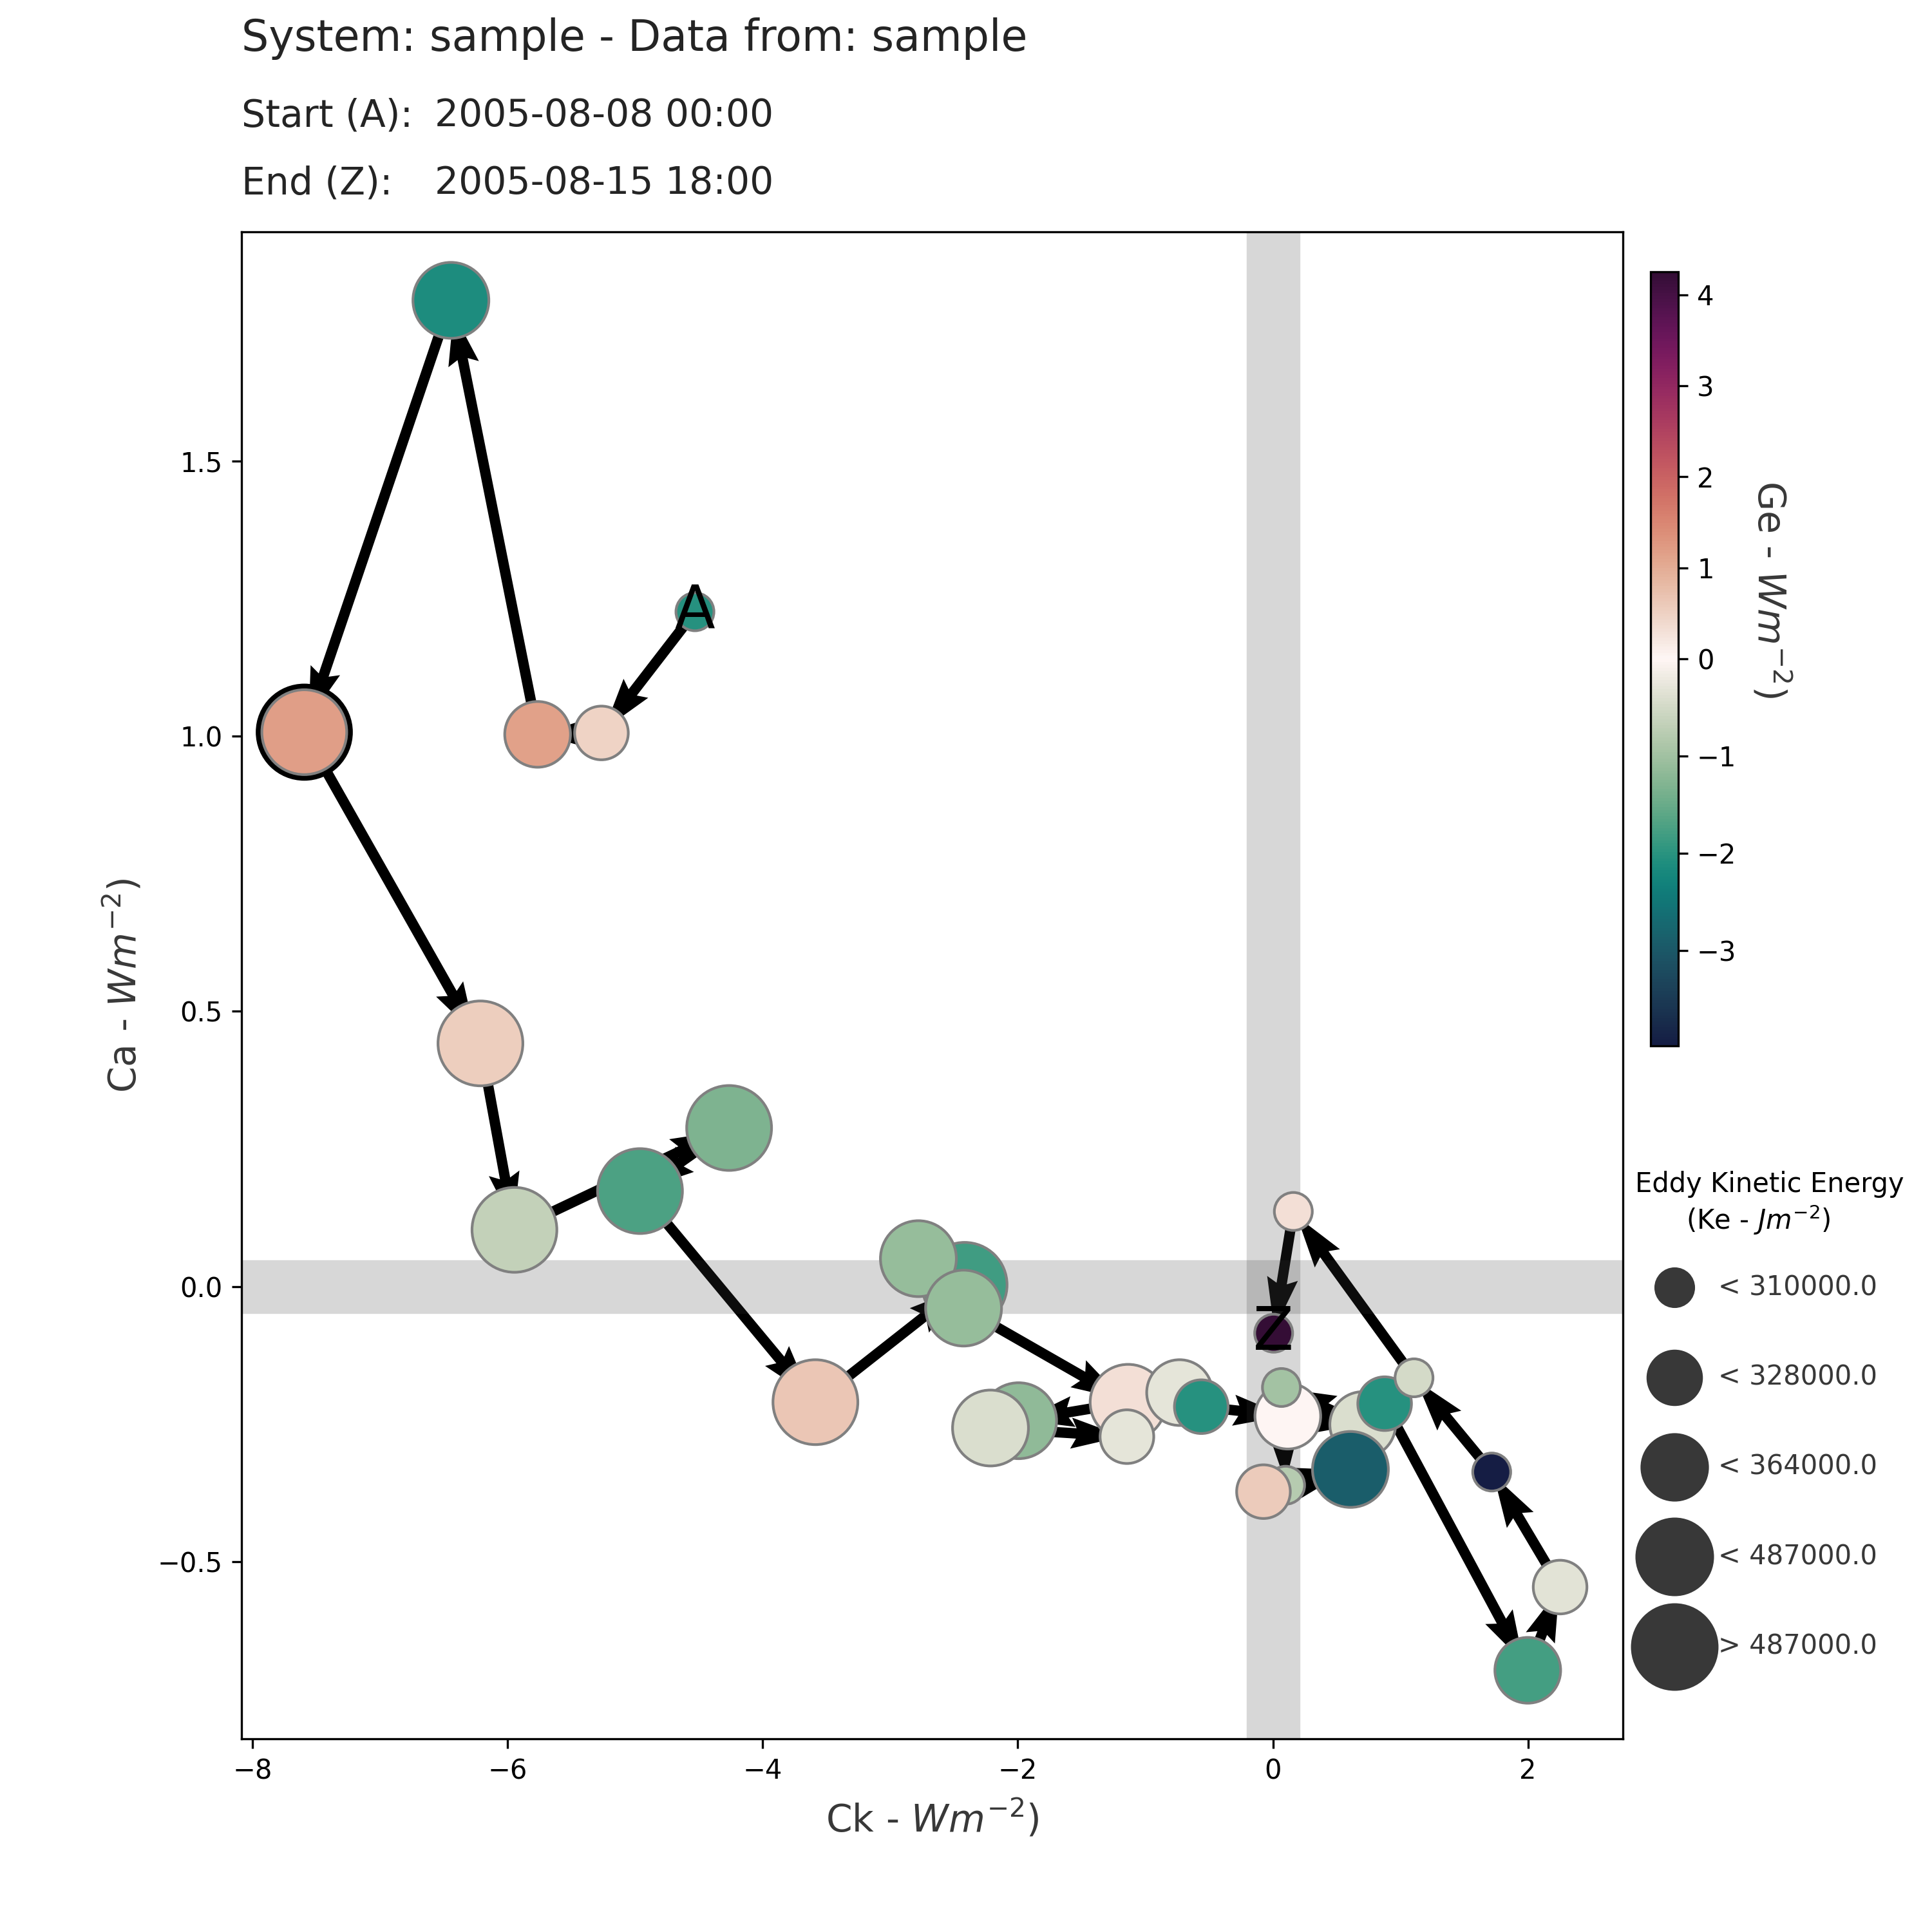 System: sample - Data from: sample
Start (A): 2005-08-08 00:00
End (Z): 2005-08-15 18:00
A
Z
1.5
1.0
0.5
0.0
−0.5
Ca - Wm⁻²)
−8 −6 −4 −2 0 2
Ck - Wm⁻²)
4
3
2
1
0
−1
−2
−3
Ge - Wm⁻²)
Eddy Kinetic Energy
(Ke - Jm⁻²)
< 310000.0
< 328000.0
< 364000.0
< 487000.0
> 487000.0